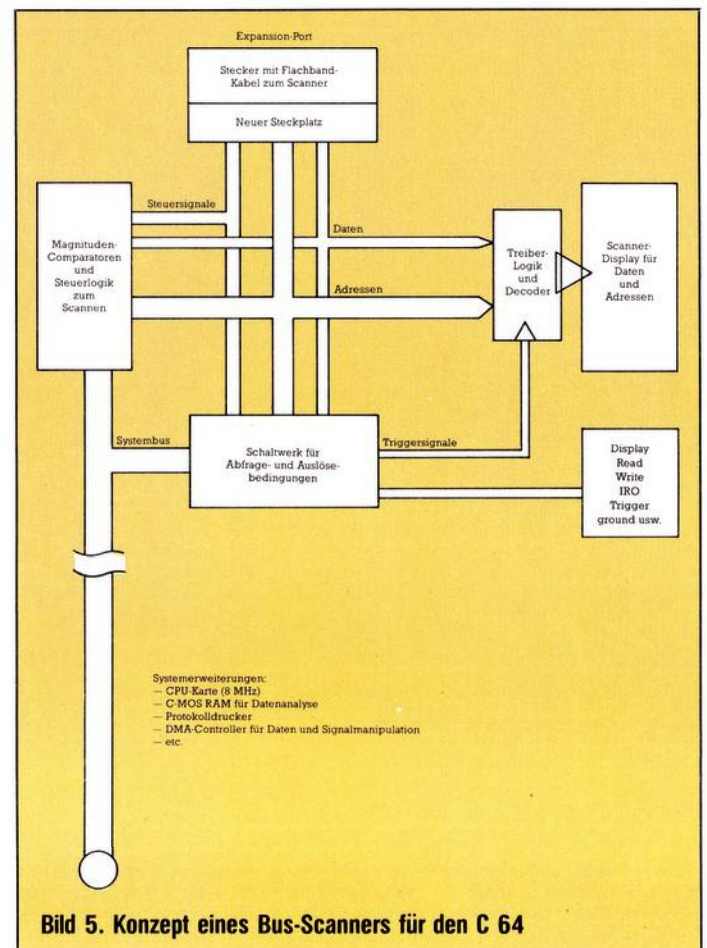 Expansion-Port
Stecker mit Flachband-
Kabel zum Scanner
Neuer Steckplatz
Steuersignale
Magnituden-
Comparatoren
und
Steuerlogik
zum
Scannen
Daten
Adressen
Treiber-
Logik
und
Decoder
Scanner-
Display für
Daten
und
Adressen
Systembus
Schaltwerk für
Abfrage- und Auslöse-
bedingungen
Triggersignale
Display
Read
Write
IRO
Trigger
ground usw.
Systemerweiterungen:
— CPU-Karte (8 MHz)
— C-MOS RAM für Datenanalyse
— Protokolldrucker
— DMA-Controller für Daten und Signalmanipulation
— etc.
Bild 5. Konzept eines Bus-Scanners für den C 64